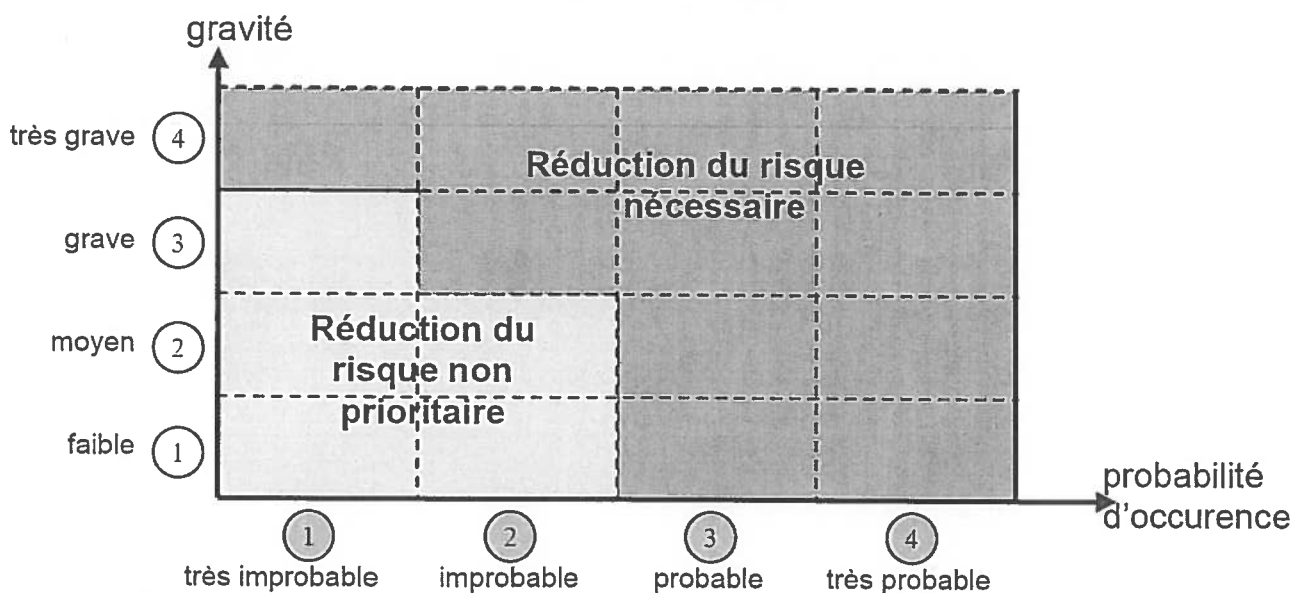 gravité
très grave 4
Réduction du risque
nécessaire
grave 3
moyen 2
Réduction du
risque non
prioritaire
faible 1
probabilité
d'occurence
1 2 3 4
très improbable improbable probable très probable